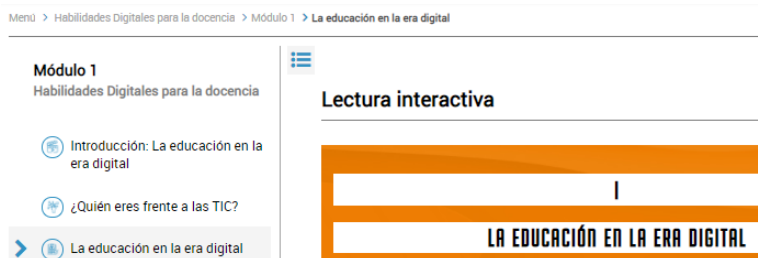 Menú > Habilidades Digitales para la docencia > Módulo 1 > La educación en la era digital
Módulo 1
Habilidades Digitales para la docencia
Introducción: La educación en la
era digital
¿Quién eres frente a las TIC?
La educación en la era digital
Lectura interactiva
I
LA EDUCACIÓN EN LA ERA DIGITAL